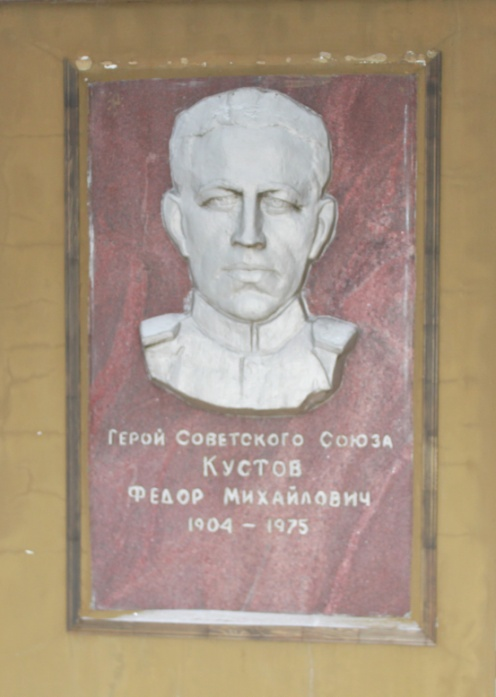 ГЕРОЙ СОВЕТСКОГО СОЮЗА
КУСТОВ
ФЕДОР МИХАЙЛОВИЧ
1904 - 1975